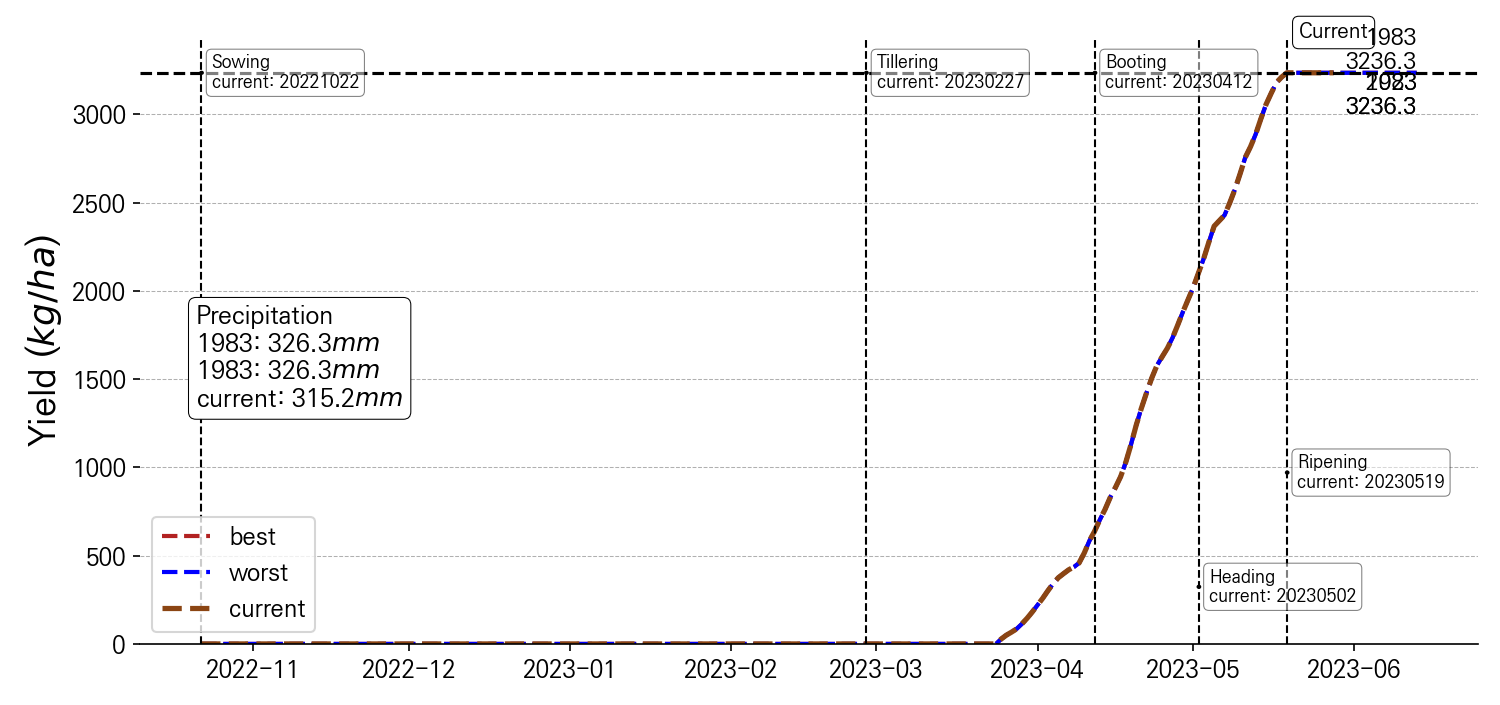 Current
1983
3236.3
3236.3
Sowing
current: 20221022
Tillering
current: 20230227
Booting
current: 20230412
3000
2500
2000
1500
1000
500
0
Yield (kg/ha)
Precipitation
1983: 326.3mm
1983: 326.3mm
current: 315.2mm
Ripening
current: 20230519
Heading
current: 20230502
best
worst
current
2022-11
2022-12
2023-01
2023-02
2023-03
2023-04
2023-05
2023-06